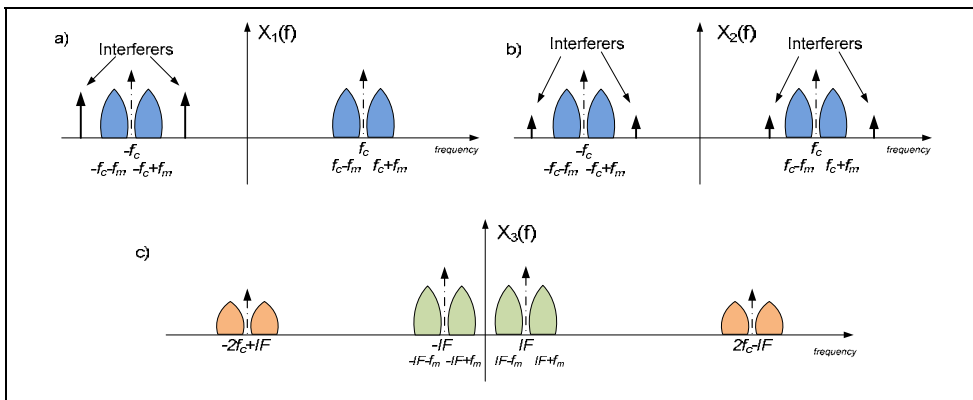 a)
X1(f)
Interferers
-fc
-fc-fm, -fc+fm,
fc
fc-fm, fc+fm,
frequency
b)
X2(f)
Interferers
Interferers
-fc
-fc-fm, -fc+fm,
fc
fc-fm, fc+fm,
frequency
c)
X3(f)
-2fc+IF
-IF
-IF-fm -IF+fm
IF
IF-fm IF+fm
2fc-IF
frequency